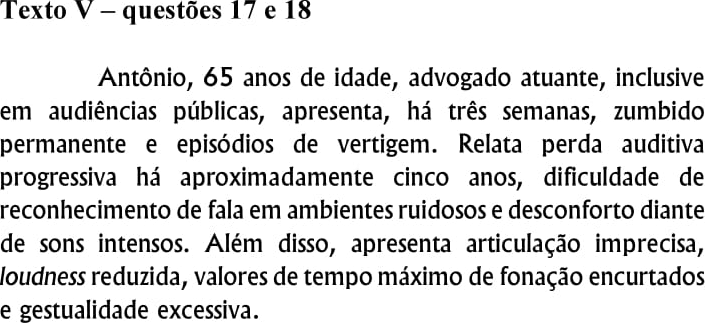 Texto V – questões 17 e 18
Antônio, 65 anos de idade, advogado atuante, inclusive
em audiências públicas, apresenta, há três semanas, zumbido
permanente e episódios de vertigem. Relata perda auditiva
progressiva há aproximadamente cinco anos, dificuldade de
reconhecimento de fala em ambientes ruidosos e desconforto diante
de sons intensos. Além disso, apresenta articulação imprecisa,
loudness reduzida, valores de tempo máximo de fonação encurtados
e gestualidade excessiva.